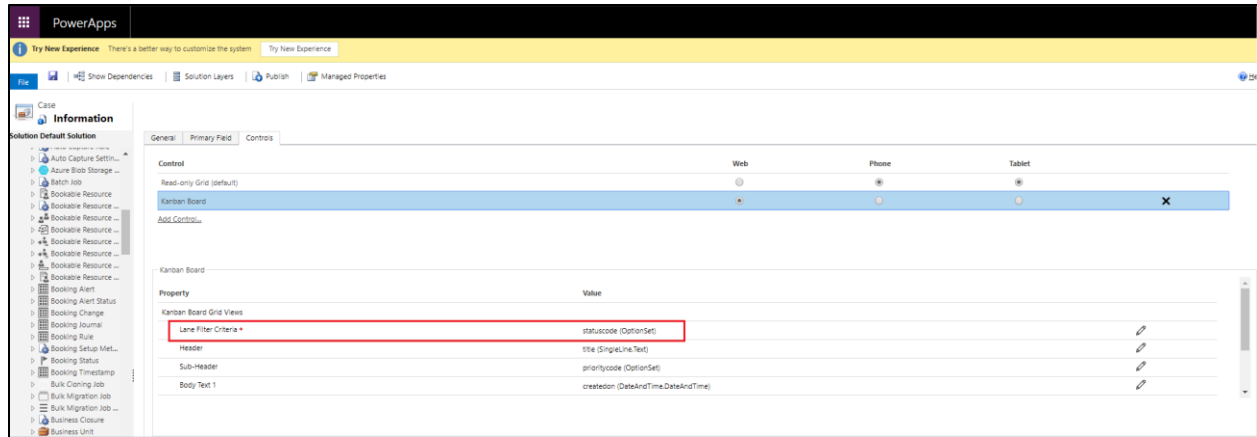 PowerApps
Try New Experience There's a better way to customize the system Try New Experience
File Show Dependencies Solution Layers Publish Managed Properties
Case
Information
Solution Default Solution
General Primary Field Controls
Auto Capture Settin...
Azure Blob Storage ...
Batch Job
Bookable Resource
Bookable Resource ...
Bookable Resource ...
Bookable Resource ...
Bookable Resource ...
Bookable Resource ...
Bookable Resource ...
Bookable Resource ...
Booking Alert
Booking Alert Status
Booking Change
Booking Journal
Booking Rule
Booking Setup Met...
Booking Status
Booking Timestamp
Bulk Cloning Job
Bulk Migration Job
Bulk Migration Job ...
Business Closure
Business Unit
Control Web Phone Tablet
Read-only Grid (default)
Kanban Board
Add Control...
Kanban Board
Property Value
Kanban Board Grid Views
Lane Filter Criteria * statuscode (OptionSet)
Header title (SingleLine.Text)
Sub-Header prioritycode (OptionSet)
Body Text 1 createdon (DateAndTime.DateAndTime)